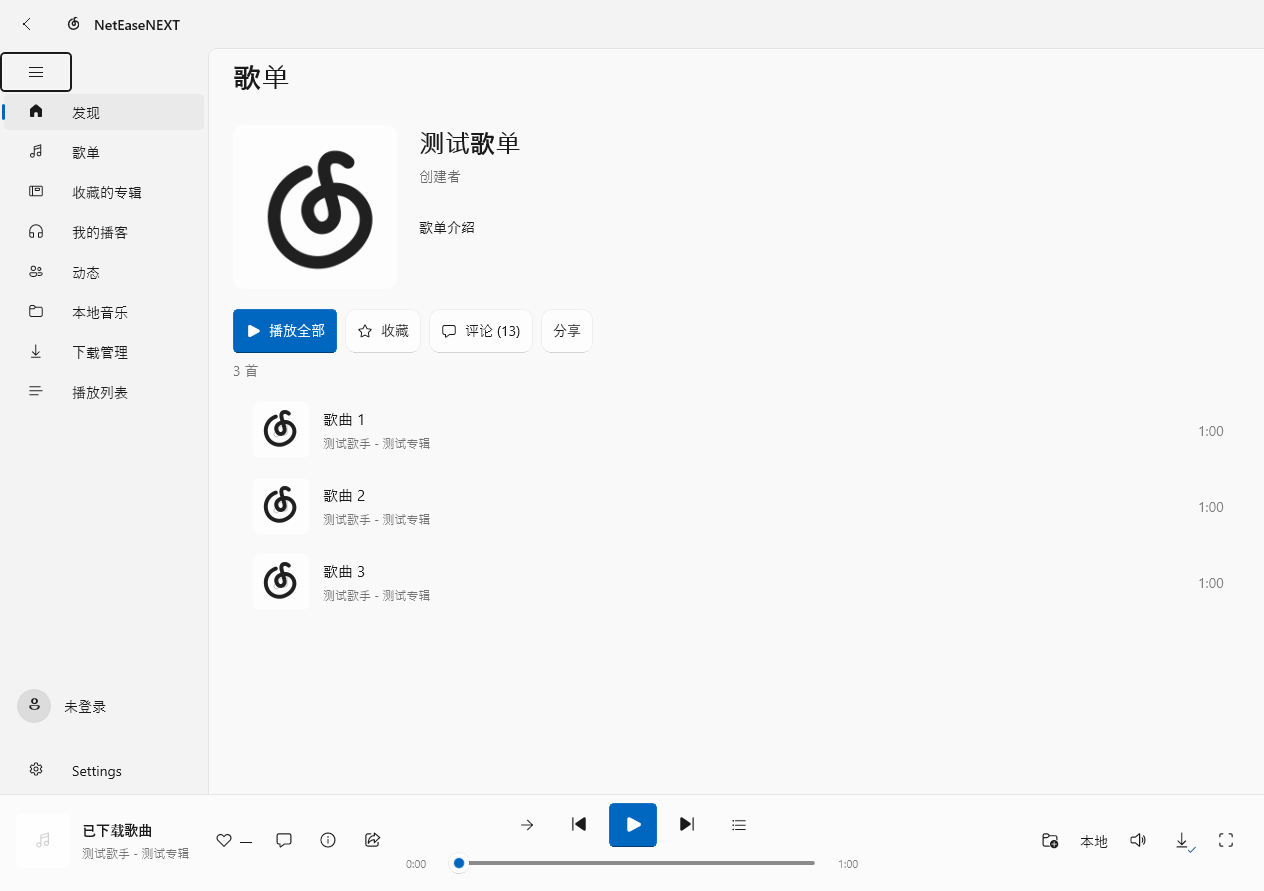 NetEaseNEXT
发现
歌单
收藏的专辑
我的播客
动态
本地音乐
下载管理
播放列表
未登录
Settings
歌单
测试歌单
创建者
歌单介绍
播放全部
收藏
评论 (13)
分享
3 首
歌曲 1
测试歌手 - 测试专辑
1:00
歌曲 2
测试歌手 - 测试专辑
1:00
歌曲 3
测试歌手 - 测试专辑
1:00
已下载歌曲
测试歌手 - 测试专辑
0:00
1:00
本地